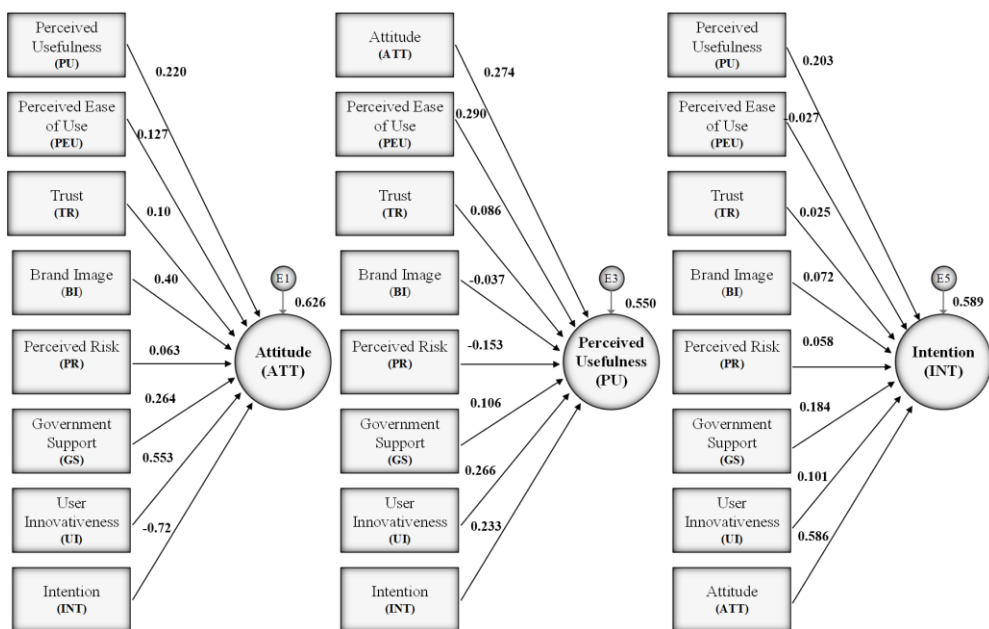 Perceived
Usefulness
(PU)
0.220
Perceived Ease
of Use
(PEU)
0.127
Trust
(TR)
0.10
Brand Image
(BI)
0.40
Perceived Risk
(PR)
0.063
Government
Support
(GS)
0.264
User
Innovativeness
(UI)
0.553
Intention
(INT)
-0.72
E1
0.626
Attitude
(ATT)
Attitude
(ATT)
0.274
Perceived Ease
of Use
(PEU)
0.290
Trust
(TR)
0.086
Brand Image
(BI)
-0.037
Perceived Risk
(PR)
-0.153
Government
Support
(GS)
0.106
User
Innovativeness
(UI)
0.266
Intention
(INT)
0.233
E3
0.550
Perceived
Usefulness
(PU)
Perceived
Usefulness
(PU)
0.203
Perceived Ease
of Use
(PEU)
-0.027
Trust
(TR)
0.025
Brand Image
(BI)
0.072
Perceived Risk
(PR)
0.058
Government
Support
(GS)
0.184
User
Innovativeness
(UI)
0.101
Attitude
(ATT)
0.586
E5
0.589
Intention
(INT)